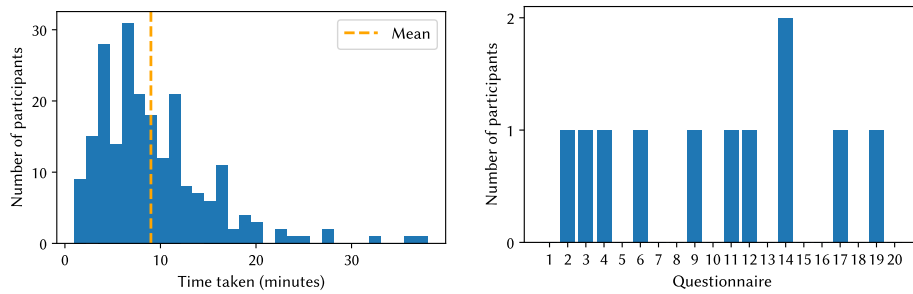 Number of participants
30
20
10
0
0 10 20 30
Time taken (minutes)
Mean
Number of participants
2
1
0
1 2 3 4 5 6 7 8 9 10 11 12 13 14 15 16 17 18 19 20
Questionnaire